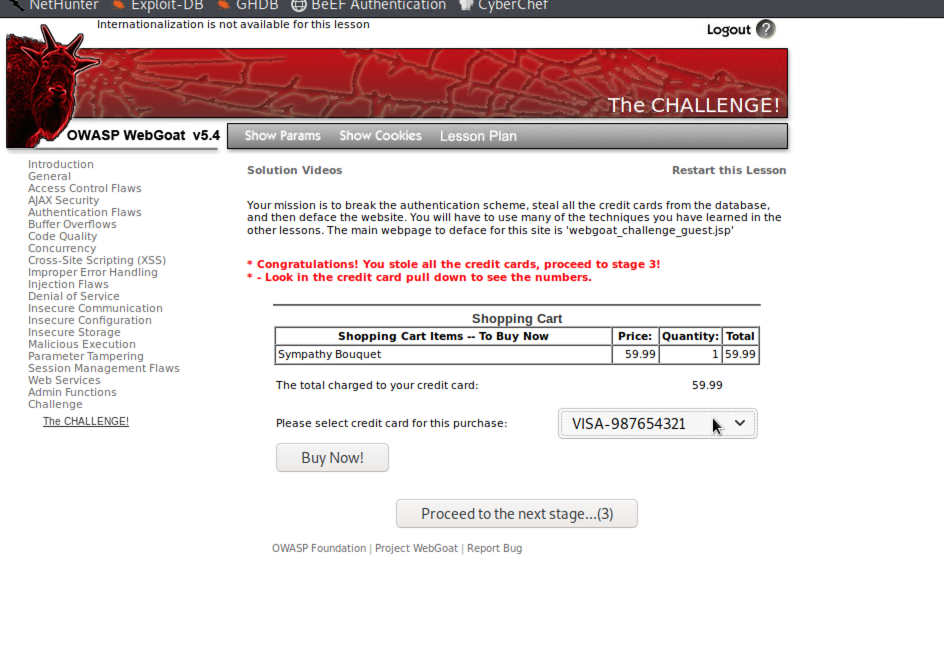 NetHunter Exploit-DB GHDB BeEF Authentication CyberChef
Internationalization is not available for this lesson
Logout ?
The CHALLENGE!
OWASP WebGoat v5.4 Show Params Show Cookies Lesson Plan
Introduction
General
Access Control Flaws
AJAX Security
Authentication Flaws
Buffer Overflows
Code Quality
Concurrency
Cross-Site Scripting (XSS)
Improper Error Handling
Injection Flaws
Denial of Service
Insecure Communication
Insecure Configuration
Insecure Storage
Malicious Execution
Parameter Tampering
Session Management Flaws
Web Services
Admin Functions
Challenge
The CHALLENGE!
Solution Videos Restart this Lesson
Your mission is to break the authentication scheme, steal all the credit cards from the database,
and then deface the website. You will have to use many of the techniques you have learned in the
other lessons. The main webpage to deface for this site is 'webgoat_challenge_guest.jsp'
* Congratulations! You stole all the credit cards, proceed to stage 3!
* - Look in the credit card pull down to see the numbers.
Shopping Cart
Shopping Cart Items -- To Buy Now Price: Quantity: Total
Sympathy Bouquet 59.99 1 59.99
The total charged to your credit card: 59.99
Please select credit card for this purchase: VISA-987654321
Buy Now!
Proceed to the next stage...(3)
OWASP Foundation | Project WebGoat | Report Bug